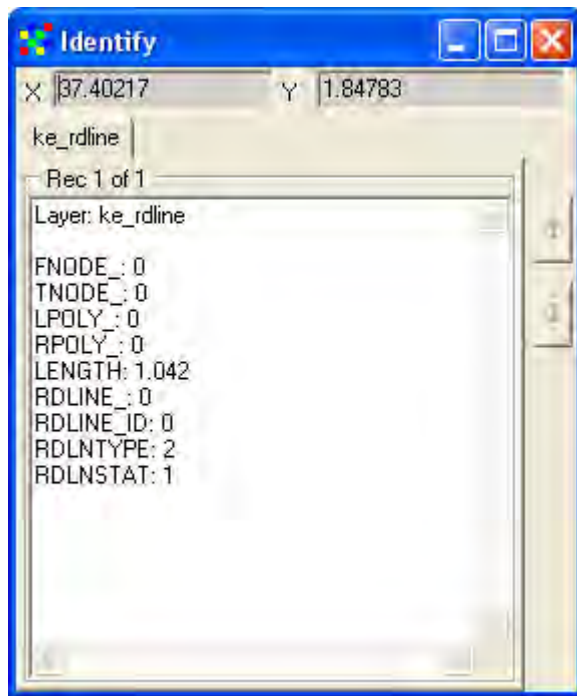 Identify
X 37.40217 Y 1.84783
ke_rdline
Rec 1 of 1
Layer: ke_rdline
FNODE_: 0
TNODE_: 0
LPOLY_: 0
RPOLY_: 0
LENGTH: 1.042
RDLINE_: 0
RDLINE_ID: 0
RDLNTYPE: 2
RDLNSTAT: 1